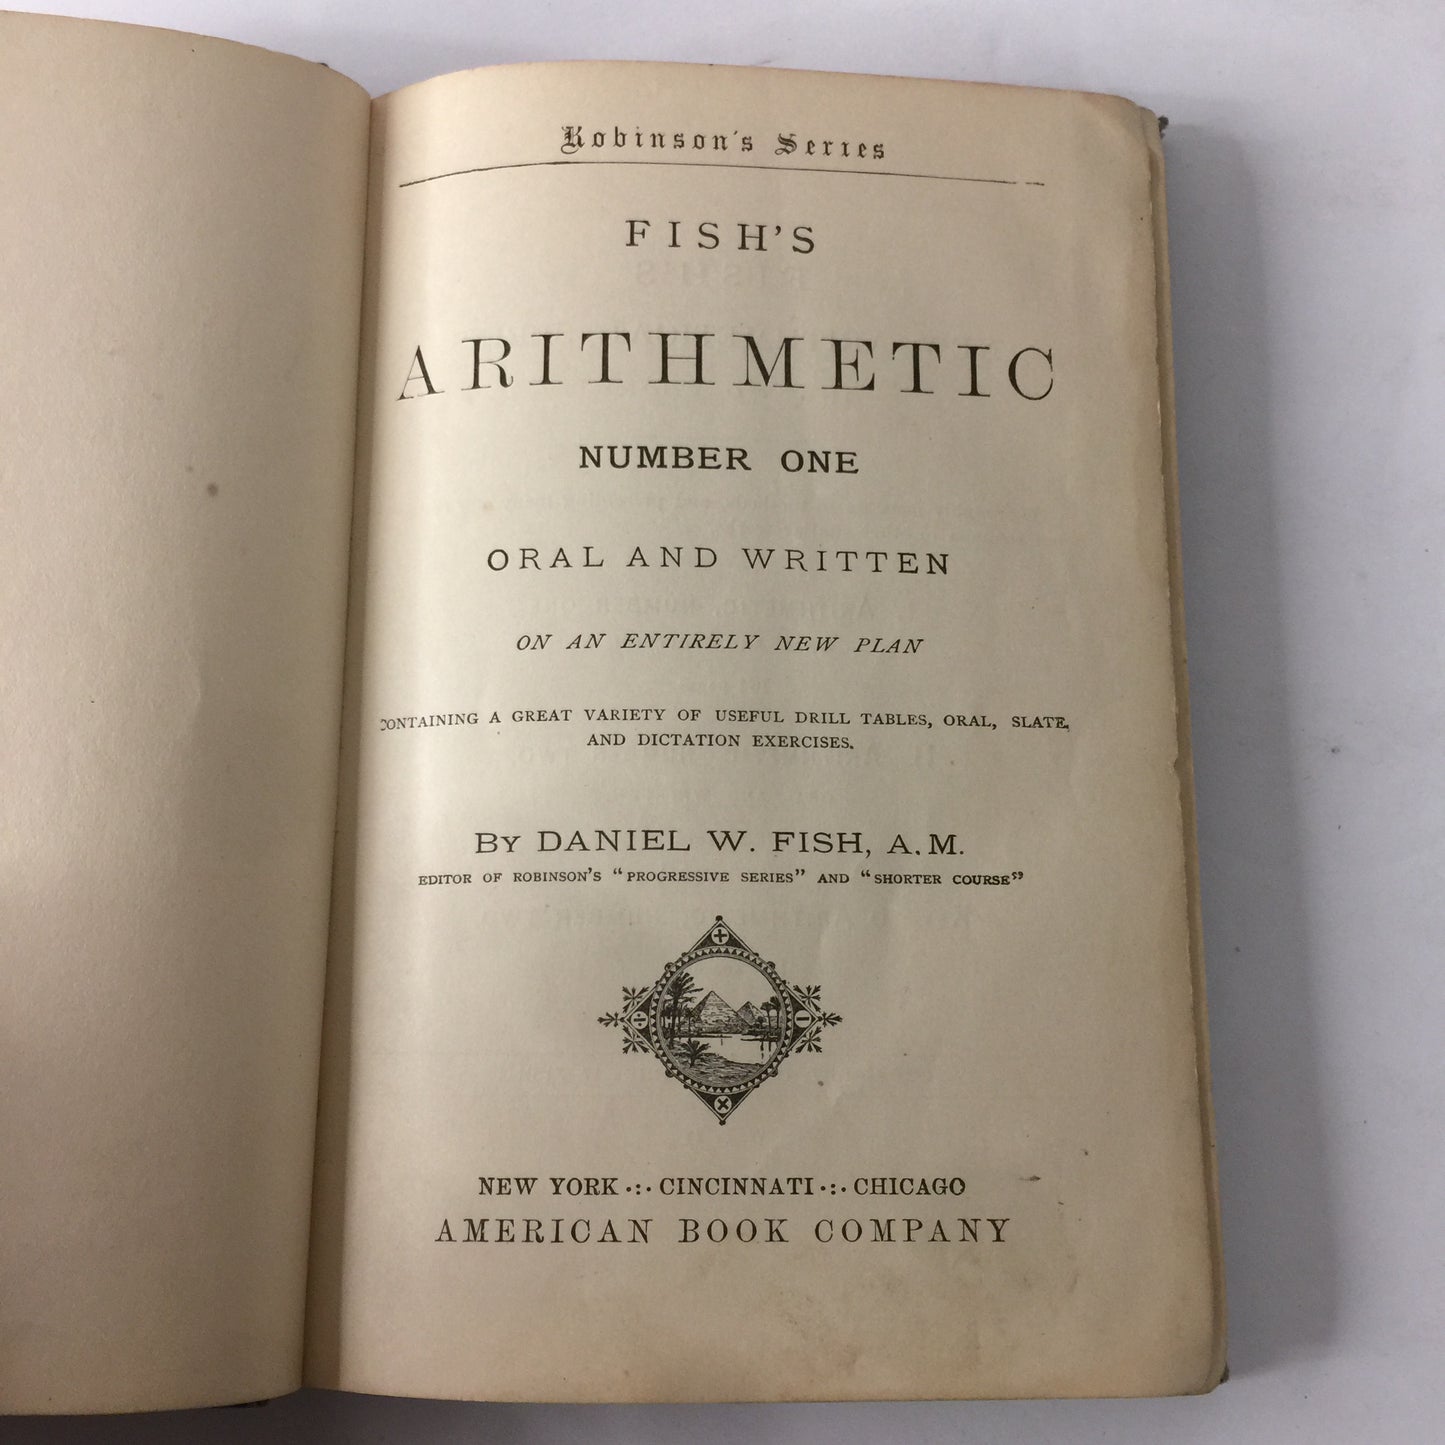 Robinson's Series
FISH'S
ARITHMETIC
NUMBER ONE
ORAL AND WRITTEN
ON AN ENTIRELY NEW PLAN
CONTAINING A GREAT VARIETY OF USEFUL DRILL TABLES, ORAL, SLATE,
AND DICTATION EXERCISES.
BY DANIEL W. FISH, A.M.
EDITOR OF ROBINSON'S "PROGRESSIVE SERIES" AND "SHORTER COURSE"
+
÷ −
×
NEW YORK ·:· CINCINNATI ·:· CHICAGO
AMERICAN BOOK COMPANY